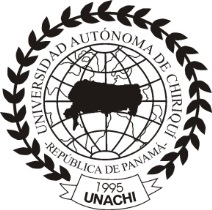 UNIVERSIDAD AUTÓNOMA DE CHIRIQUÍ
-REPÚBLICA DE PANAMÁ-
1995
UNACHI